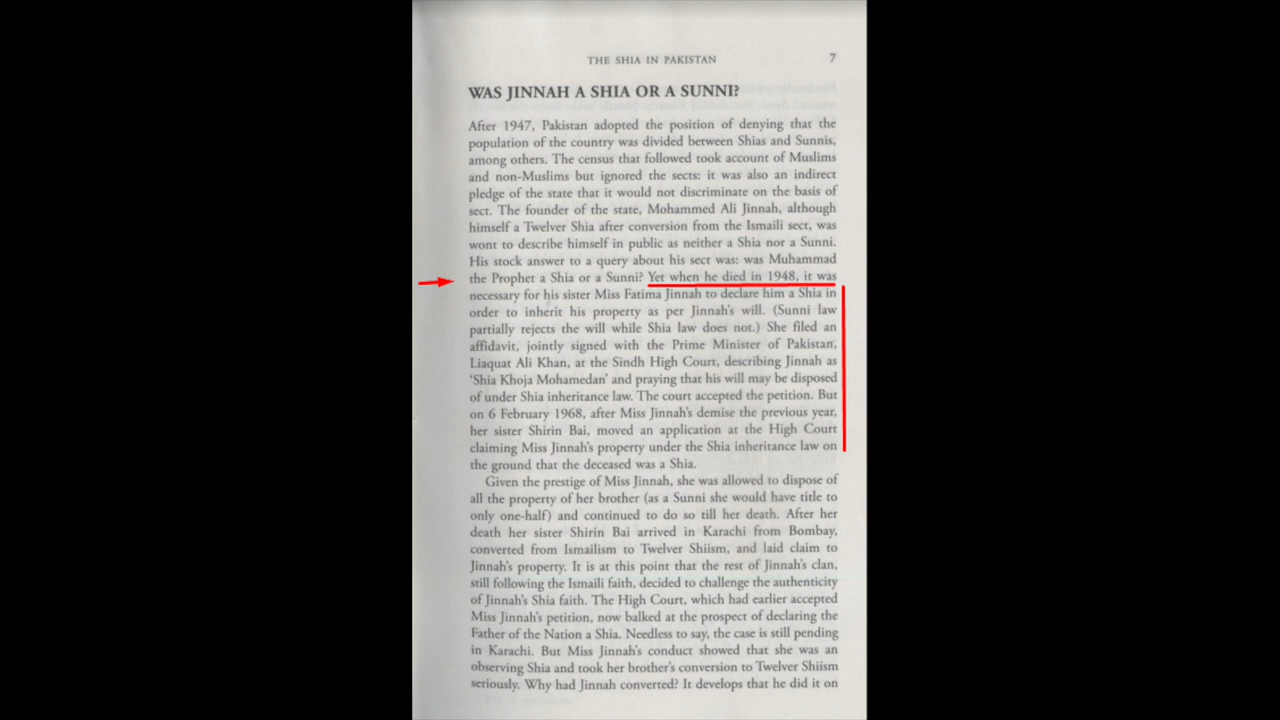 THE SHIA IN PAKISTAN 7
WAS JINNAH A SHIA OR A SUNNI?
After 1947, Pakistan adopted the position of denying that the
population of the country was divided between Shias and Sunnis,
among others. The census that followed took account of Muslims
and non-Muslims but ignored the sects: it was also an indirect
pledge of the state that it would not discriminate on the basis of
sect. The founder of the state, Mohammed Ali Jinnah, although
himself a Twelver Shia after conversion from the Ismaili sect, was
wont to describe himself in public as neither a Shia nor a Sunni.
His stock answer to a query about his sect was: was Muhammad
the Prophet a Shia or a Sunni? Yet when he died in 1948, it was
necessary for his sister Miss Fatima Jinnah to declare him a Shia in
order to inherit his property as per Jinnah's will. (Sunni law
partially rejects the will while Shia law does not.) She filed an
affidavit, jointly signed with the Prime Minister of Pakistan,
Liaquat Ali Khan, at the Sindh High Court, describing Jinnah as
'Shia Khoja Mohamedan' and praying that his will may be disposed
of under Shia inheritance law. The court accepted the petition. But
on 6 February 1968, after Miss Jinnah's demise the previous year,
her sister Shirin Bai, moved an application at the High Court
claiming Miss Jinnah's property under the Shia inheritance law on
the ground that the deceased was a Shia.
Given the prestige of Miss Jinnah, she was allowed to dispose of
all the property of her brother (as a Sunni she would have title to
only one-half) and continued to do so till her death. After her
death her sister Shirin Bai arrived in Karachi from Bombay,
converted from Ismailism to Twelver Shiism, and laid claim to
Jinnah's property. It is at this point that the rest of Jinnah's clan,
still following the Ismaili faith, decided to challenge the authenticity
of Jinnah's Shia faith. The High Court, which had earlier accepted
Miss Jinnah's petition, now balked at the prospect of declaring the
Father of the Nation a Shia. Needless to say, the case is still pending
in Karachi. But Miss Jinnah's conduct showed that she was an
observing Shia and took her brother's conversion to Twelver Shiism
seriously. Why had Jinnah converted? It develops that he did it on